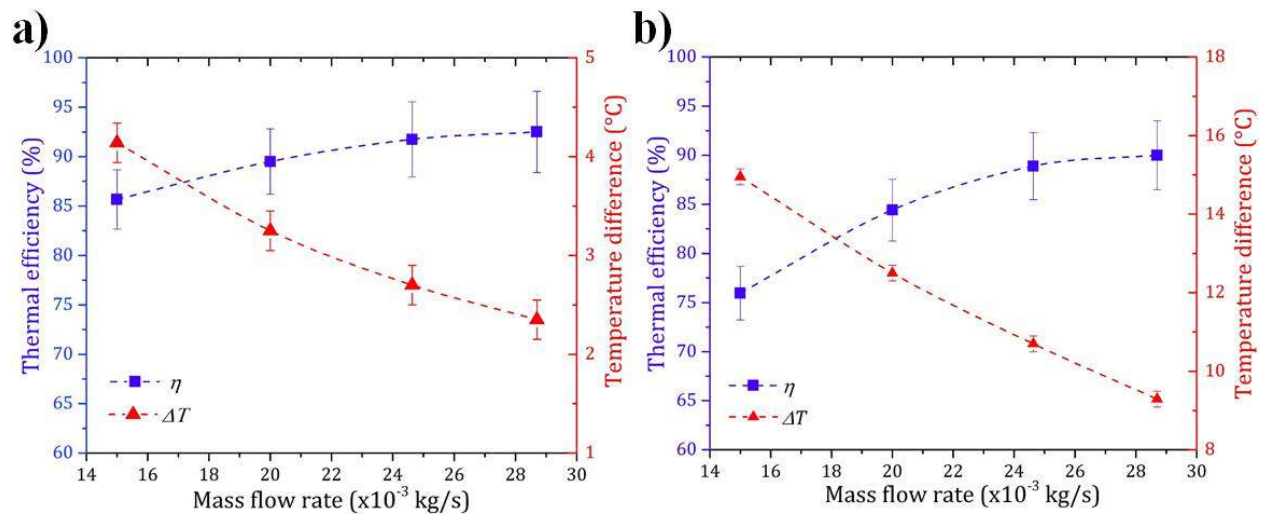 a)
100
95
90
85
80
75
70
65
60
Thermal efficiency (%)
5
4
3
2
1
Temperature difference (°C)
η
ΔT
14 16 18 20 22 24 26 28 30
Mass flow rate (x10⁻³ kg/s)
b)
100
95
90
85
80
75
70
65
60
Thermal efficiency (%)
18
16
14
12
10
8
Temperature difference (°C)
η
ΔT
14 16 18 20 22 24 26 28 30
Mass flow rate (x10⁻³ kg/s)